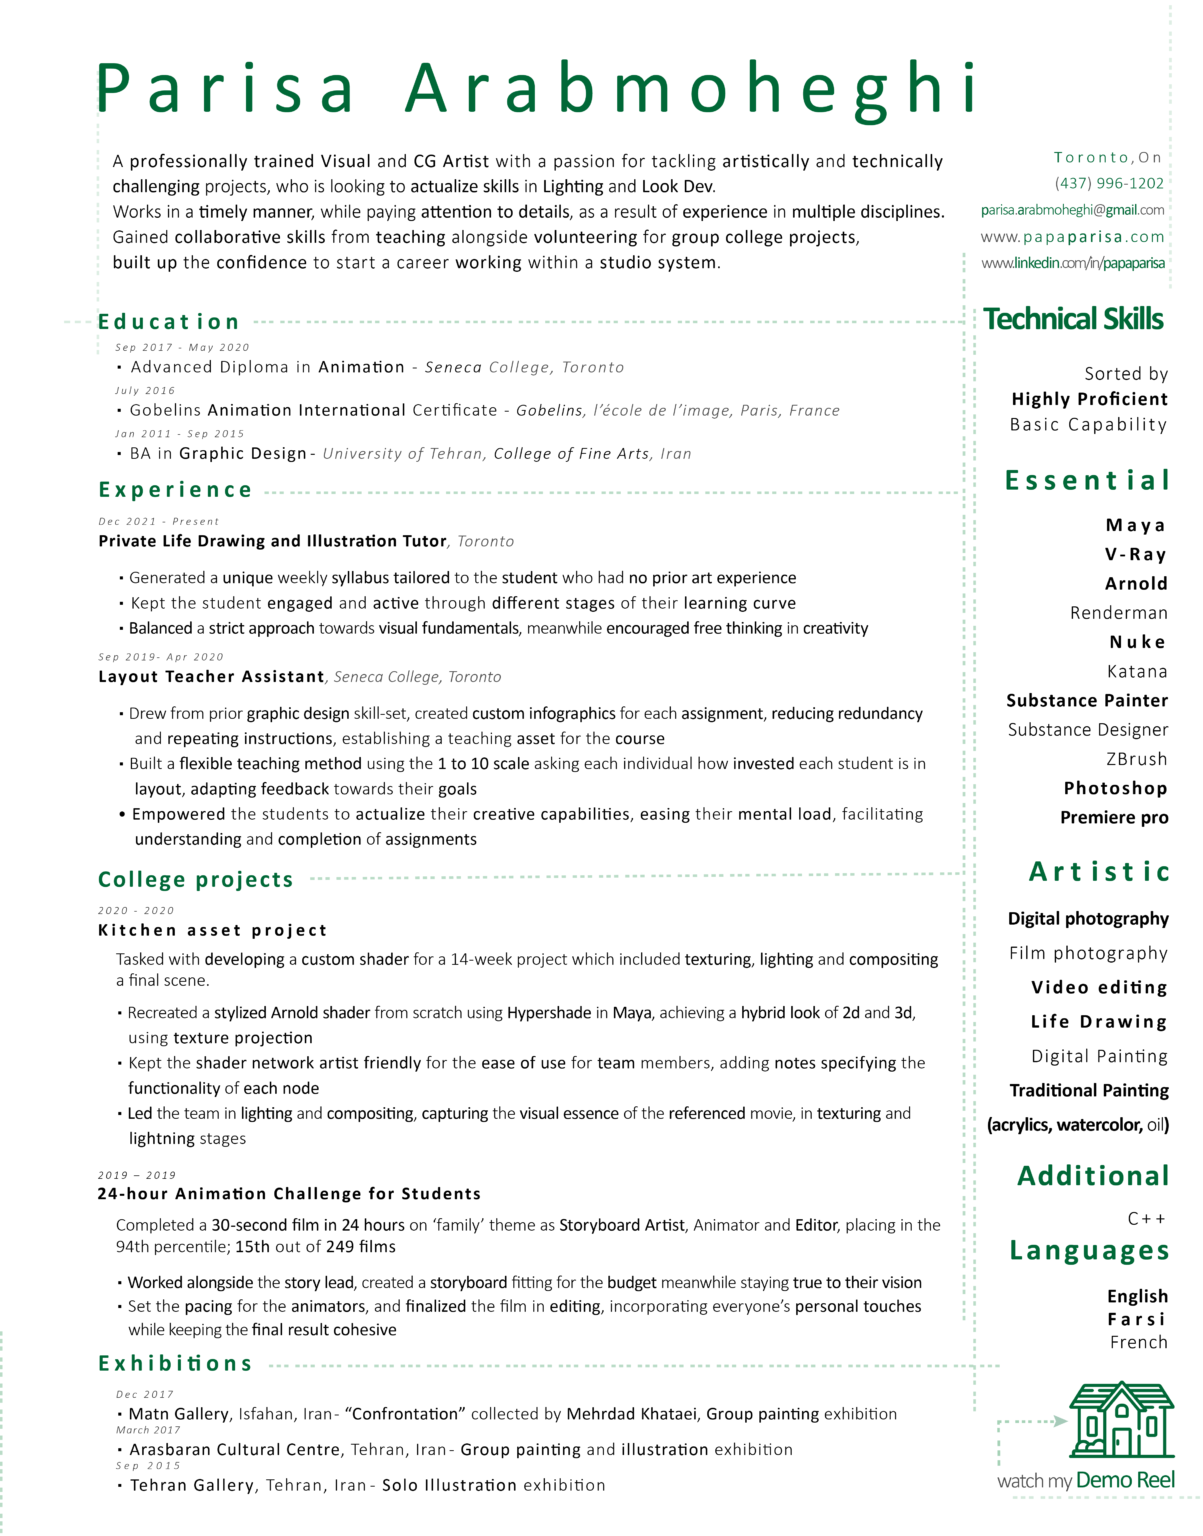 Parisa Arabmoheghi
A professionally trained Visual and CG Artist with a passion for tackling artistically and technically
challenging projects, who is looking to actualize skills in Lighting and Look Dev.
Works in a timely manner, while paying attention to details, as a result of experience in multiple disciplines.
Gained collaborative skills from teaching alongside volunteering for group college projects,
built up the confidence to start a career working within a studio system.
Toronto,On
(437) 996-1202
parisa.arabmoheghi@gmail.com
www.papaparisa.com
www.linkedin.com/in/papaparisa
Education
Sep 2017 - May 2020
• Advanced Diploma in Animation - Seneca College, Toronto
July 2016
• Gobelins Animation International Certificate - Gobelins, l'école de l'image, Paris, France
Jan 2011 - Sep 2015
• BA in Graphic Design - University of Tehran, College of Fine Arts, Iran
Experience
Dec 2021 - Present
Private Life Drawing and Illustration Tutor, Toronto
• Generated a unique weekly syllabus tailored to the student who had no prior art experience
• Kept the student engaged and active through different stages of their learning curve
• Balanced a strict approach towards visual fundamentals, meanwhile encouraged free thinking in creativity
Sep 2019- Apr 2020
Layout Teacher Assistant, Seneca College, Toronto
• Drew from prior graphic design skill-set, created custom infographics for each assignment, reducing redundancy
and repeating instructions, establishing a teaching asset for the course
• Built a flexible teaching method using the 1 to 10 scale asking each individual how invested each student is in
layout, adapting feedback towards their goals
• Empowered the students to actualize their creative capabilities, easing their mental load, facilitating
understanding and completion of assignments
College projects
2020 - 2020
Kitchen asset project
Tasked with developing a custom shader for a 14-week project which included texturing, lighting and compositing
a final scene.
• Recreated a stylized Arnold shader from scratch using Hypershade in Maya, achieving a hybrid look of 2d and 3d,
using texture projection
• Kept the shader network artist friendly for the ease of use for team members, adding notes specifying the
functionality of each node
• Led the team in lighting and compositing, capturing the visual essence of the referenced movie, in texturing and
lightning stages
2019 – 2019
24-hour Animation Challenge for Students
Completed a 30-second film in 24 hours on ‘family’ theme as Storyboard Artist, Animator and Editor, placing in the
94th percentile; 15th out of 249 films
• Worked alongside the story lead, created a storyboard fitting for the budget meanwhile staying true to their vision
• Set the pacing for the animators, and finalized the film in editing, incorporating everyone's personal touches
while keeping the final result cohesive
Exhibitions
Dec 2017
• Matn Gallery, Isfahan, Iran- “Confrontation” collected by Mehrdad Khataei, Group painting exhibition
March 2017
• Arasbaran Cultural Centre, Tehran, Iran- Group painting and illustration exhibition
Sep 2015
• Tehran Gallery, Tehran, Iran- Solo Illustration exhibition
Technical Skills
Sorted by
Highly Proficient
Basic Capability
Essential
Maya
V-Ray
Arnold
Renderman
Nuke
Katana
Substance Painter
Substance Designer
ZBrush
Photoshop
Premiere pro
Artistic
Digital photography
Film photography
Video editing
Life Drawing
Digital Painting
Traditional Painting
(acrylics, watercolor, oil)
Additional
C++
Languages
English
Farsi
French
watch my Demo Reel